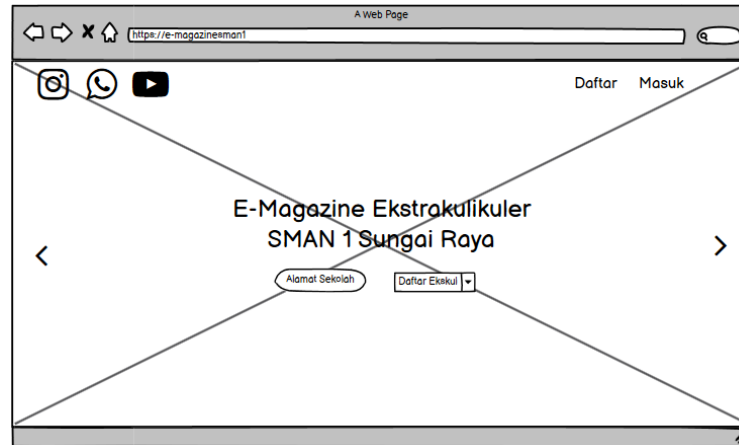 A Web Page
https://e-magazinesman1
Daftar Masuk
E-Magazine Ekstrakulikuler
SMAN 1 Sungai Raya
Alamat Sekolah
Daftar Ekskul